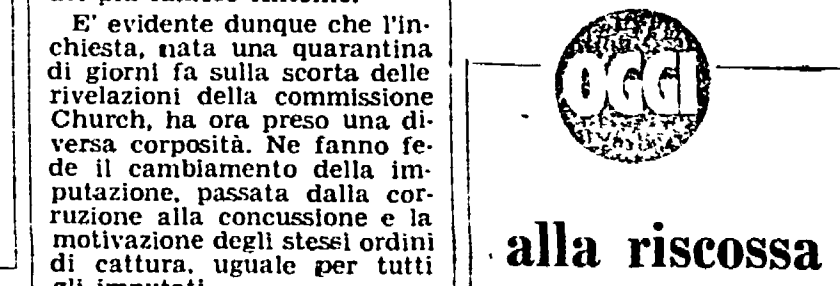 E' evidente dunque che l'in-
chiesta, nata una quarantina
di giorni fa sulla scorta delle
rivelazioni della commissione
Church, ha ora preso una di-
versa corposità. Ne fanno fe-
de il cambiamento della im-
putazione, passata dalla cor-
ruzione alla concussione e la
motivazione degli stessi ordini
di cattura, uguale per tutti
gli imputati
OGGI
alla riscossa